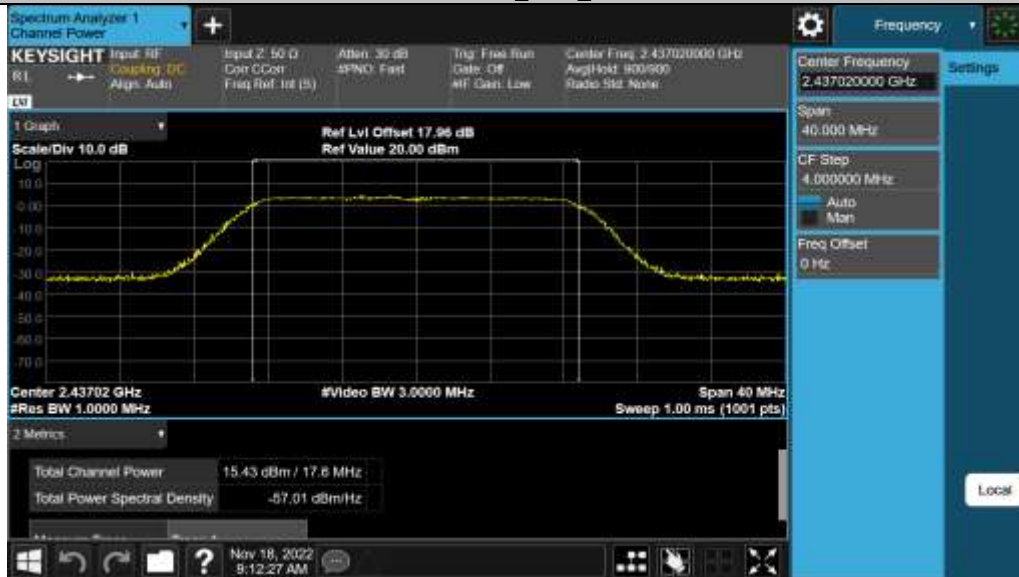 Spectrum Analyzer 1
Channel Power
Frequency
KEYSIGHT
Input: RF
Coupling: DC
Align: Auto
Input Z: 50 Ω
Corr CCorr
Freq Ref: Int (S)
Atten: 30 dB
#PNO: Fast
Trig: Free Run
Gate: Off
#IF Gain: Low
Center Freq: 2.437020000 GHz
Avg|Hold: 900/900
Radio Std: None
RL
LXI
Center Frequency
2.437020000 GHz
Settings
Span
40.000 MHz
CF Step
4.000000 MHz
Auto
Man
Freq Offset
0 Hz
1 Graph
Scale/Div 10.0 dB
Ref Lvl Offset 17.96 dB
Ref Value 20.00 dBm
Log
10.0
0.00
-10.0
-20.0
-30.0
-40.0
-50.0
-60.0
-70.0
Center 2.43702 GHz
#Res BW 1.0000 MHz
#Video BW 3.0000 MHz
Span 40 MHz
Sweep 1.00 ms (1001 pts)
2 Metrics
Total Channel Power 15.43 dBm / 17.6 MHz
Total Power Spectral Density -57.01 dBm/Hz
Local
?
Nov 18, 2022
9:12:27 AM